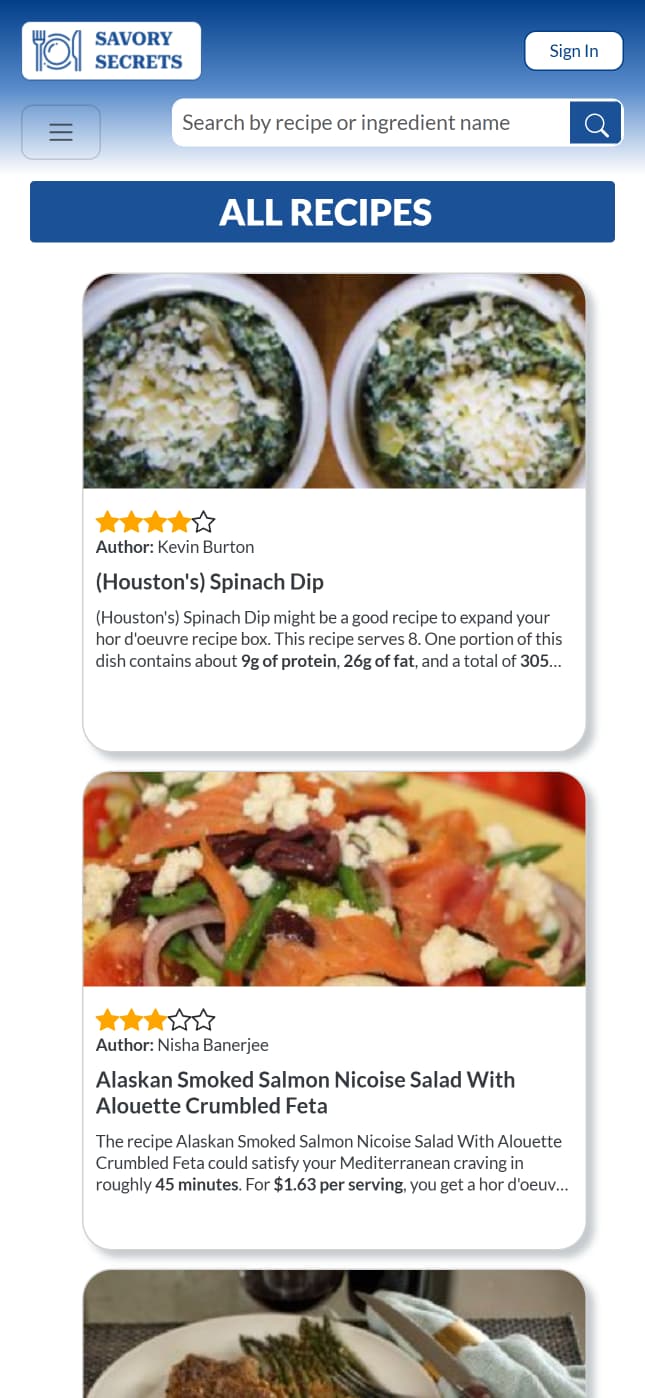 SAVORY
SECRETS
Sign In
Search by recipe or ingredient name
ALL RECIPES
Author: Kevin Burton
(Houston's) Spinach Dip
(Houston's) Spinach Dip might be a good recipe to expand your
hor d'oeuvre recipe box. This recipe serves 8. One portion of this
dish contains about 9g of protein, 26g of fat, and a total of 305...
Author: Nisha Banerjee
Alaskan Smoked Salmon Nicoise Salad With
Alouette Crumbled Feta
The recipe Alaskan Smoked Salmon Nicoise Salad With Alouette
Crumbled Feta could satisfy your Mediterranean craving in
roughly 45 minutes. For $1.63 per serving, you get a hor d'oeuv...